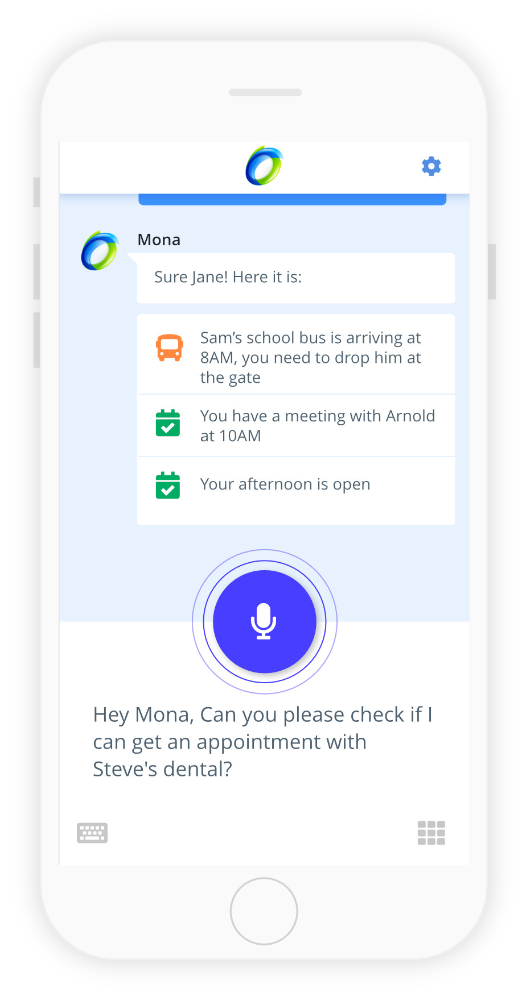 Mona
Sure Jane! Here it is:
Sam's school bus is arriving at
8AM, you need to drop him at
the gate
You have a meeting with Arnold
at 10AM
Your afternoon is open
Hey Mona, Can you please check if I
can get an appointment with
Steve's dental?